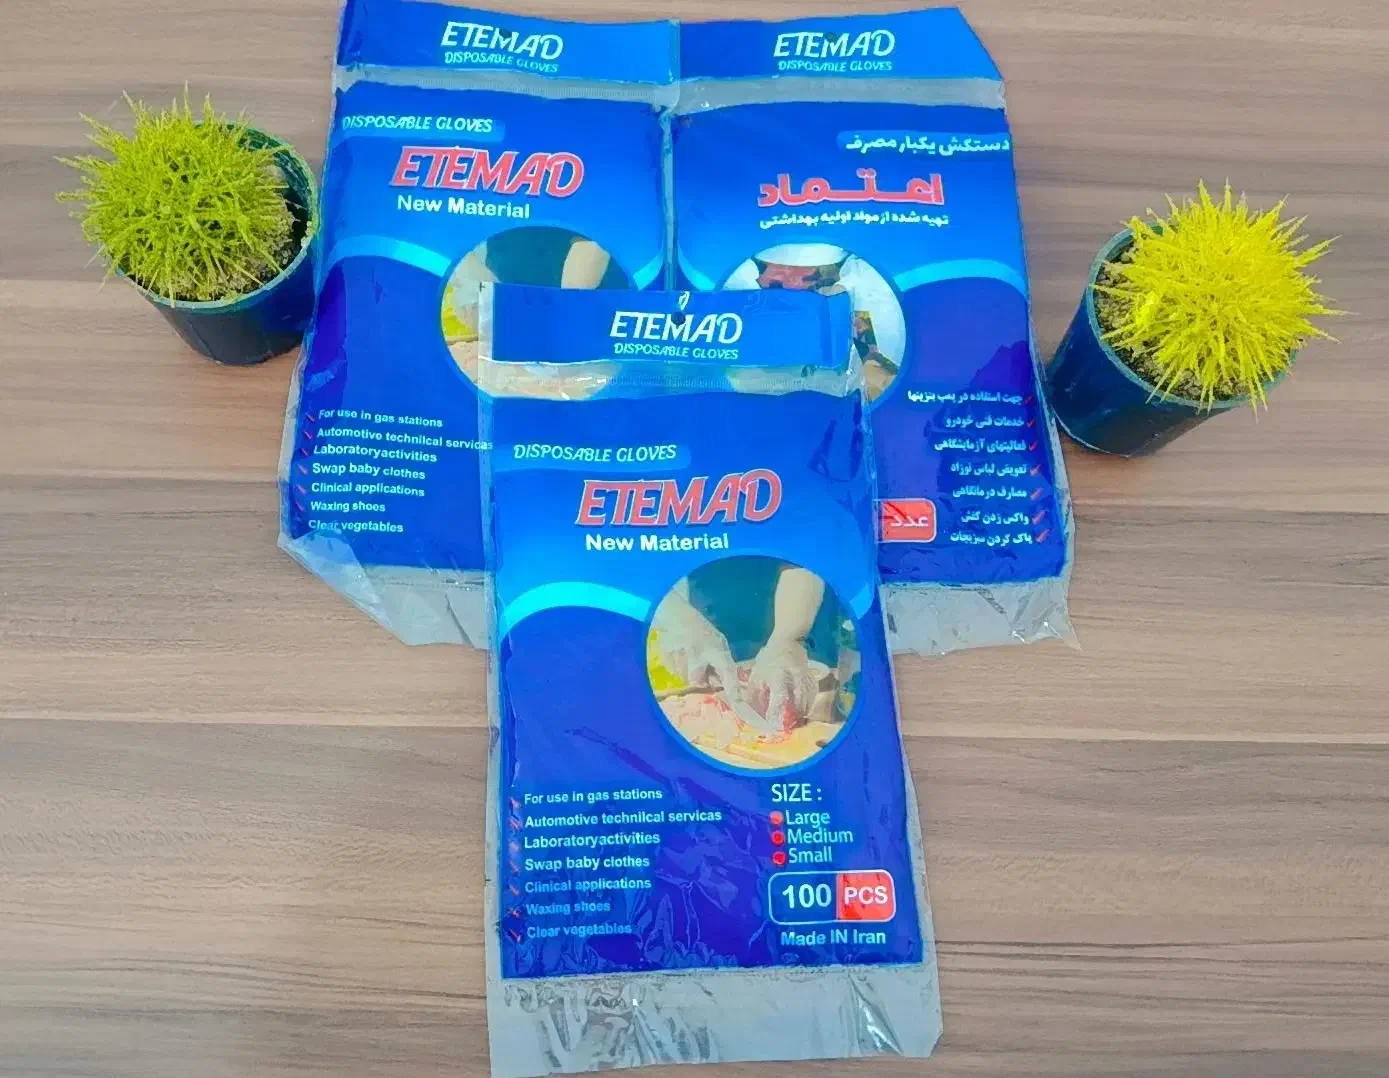 ETEMAD
DISPOSABLE GLOVES
DISPOSABLE GLOVES
ETEMAD
New Material
For use in gas stations
Automotive technilcal servicas
Laboratoryactivities
Swap baby clothes
Clinical applications
Waxing shoes
Clear vegetables
ETEMAD
DISPOSABLE GLOVES
دستکش یکبار مصرف
اعتماد
تهیه شده از مواد اولیه بهداشتی
جهت استفاده در پمپ بنزینها
خدمات فنی خودرو
فعالیتهای آزمایشگاهی
تعویض لباس نوزاد
مصارف درمانگاهی
واکس زدن کفش
پاک کردن سبزیجات
عدد
ETEMAD
DISPOSABLE GLOVES
DISPOSABLE GLOVES
ETEMAD
New Material
For use in gas stations
Automotive technilcal servicas
Laboratoryactivities
Swap baby clothes
Clinical applications
Waxing shoes
Clear vegetables
SIZE :
Large
Medium
Small
100 PCS
Made IN Iran